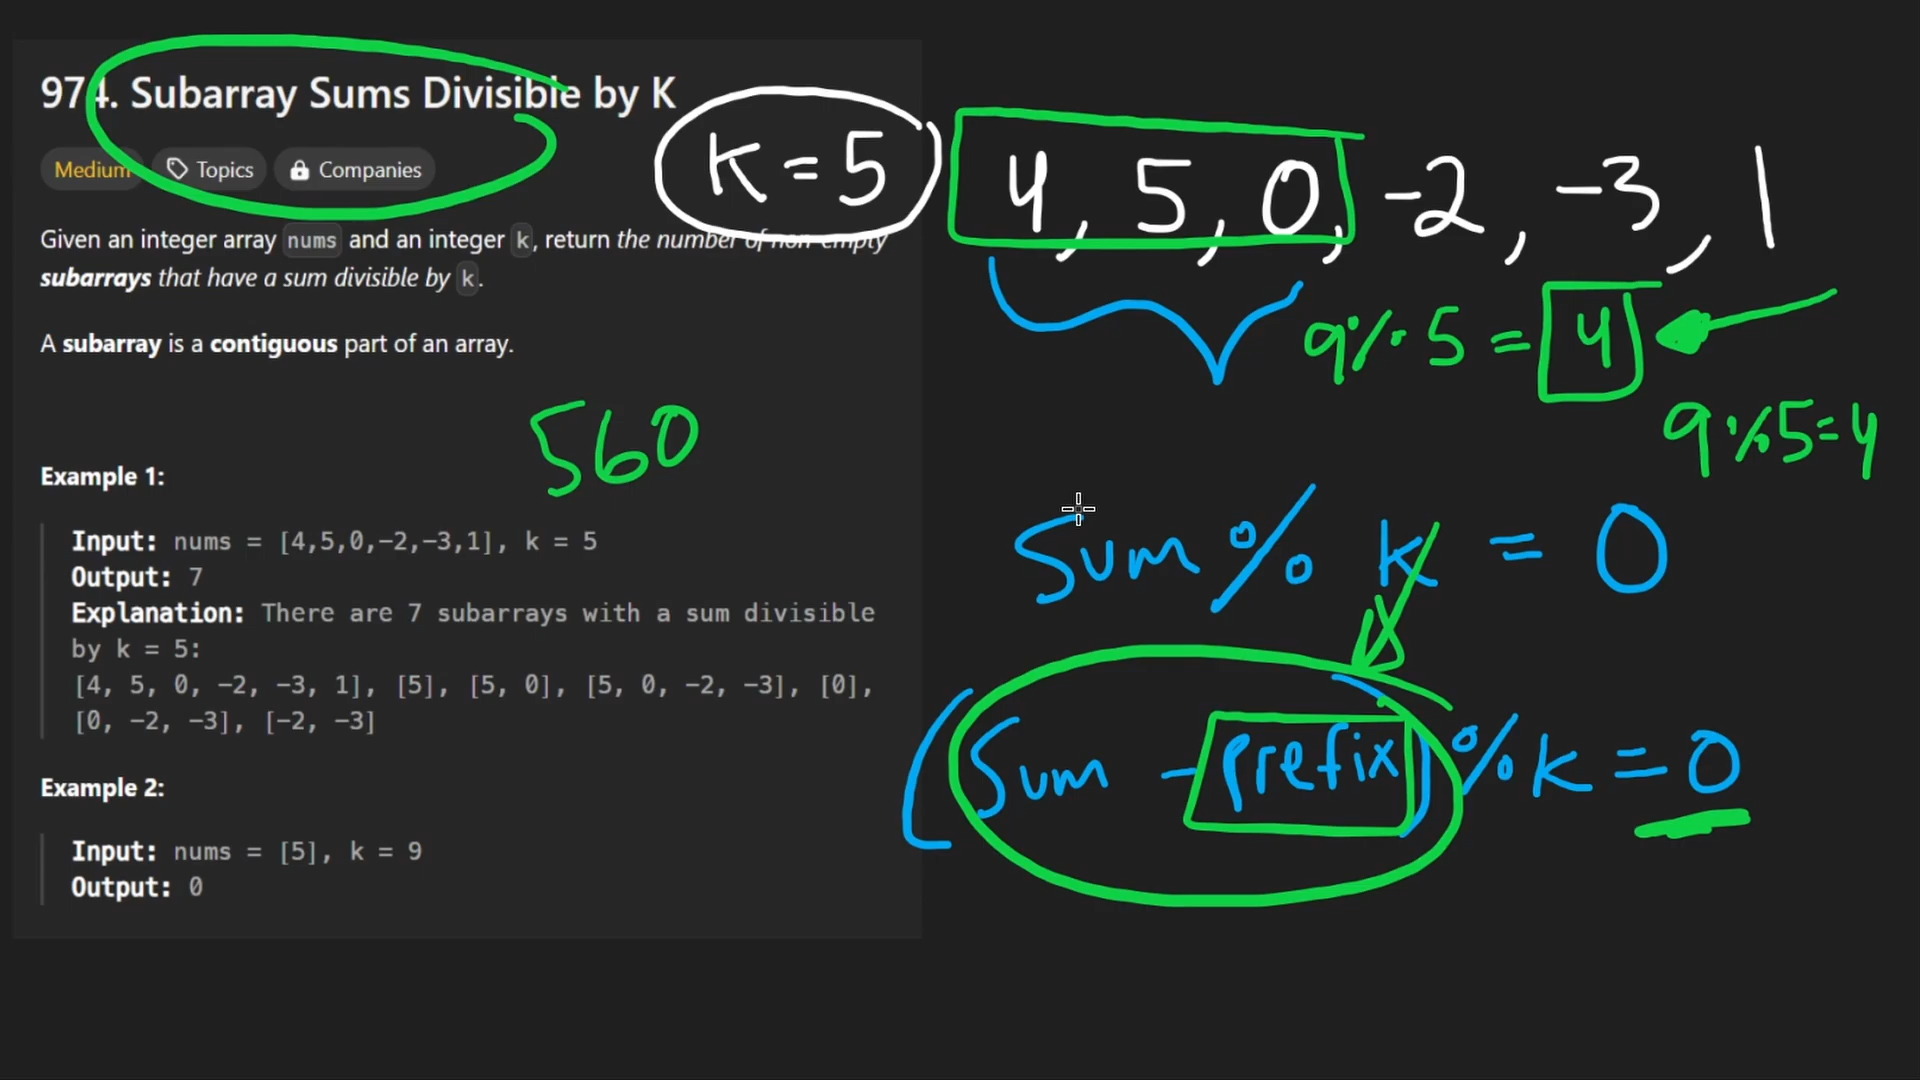 974. Subarray Sums Divisible by K
Medium Topics Companies
Given an integer array nums and an integer k, return the number of non-empty
subarrays that have a sum divisible by k.
A subarray is a contiguous part of an array.
560
Example 1:
Input: nums = [4,5,0,-2,-3,1], k = 5
Output: 7
Explanation: There are 7 subarrays with a sum divisible
by k = 5:
[4, 5, 0, -2, -3, 1], [5], [5, 0], [5, 0, -2, -3], [0],
[0, -2, -3], [-2, -3]
Example 2:
Input: nums = [5], k = 9
Output: 0
K = 5
4, 5, 0, -2, -3, 1
9%5 = 4
9%5=4
Sum % k = 0
(Sum - prefix) % k = 0